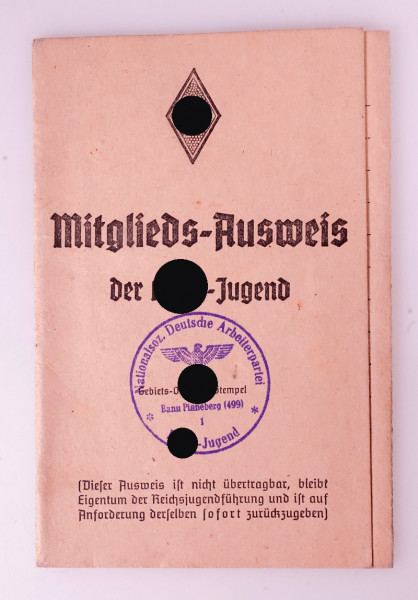 Mitglieds-Ausweis
der -Jugend
Nationalsoz. Deutsche Arbeiterpartei
Gebiets- Stempel
Bann Pinneberg (499)
1
-Jugend
(Dieser Ausweis ist nicht übertragbar, bleibt
Eigentum der Reichsjugendführung und ist auf
Anforderung derselben sofort zurückzugeben)